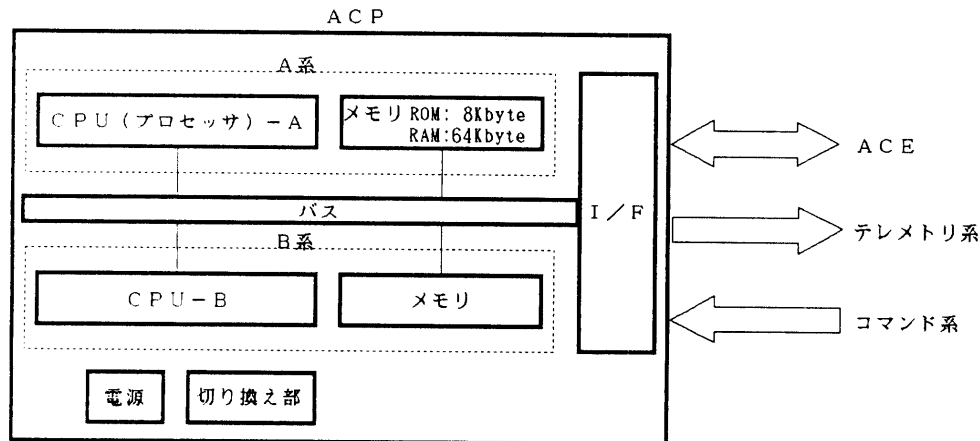 ACP
A系
CPU(プロセッサ)-A
メモリ ROM: 8Kbyte
RAM:64Kbyte
バス
I/F
B系
CPU-B
メモリ
電源
切り換え部
ACE
テレメトリ系
コマンド系